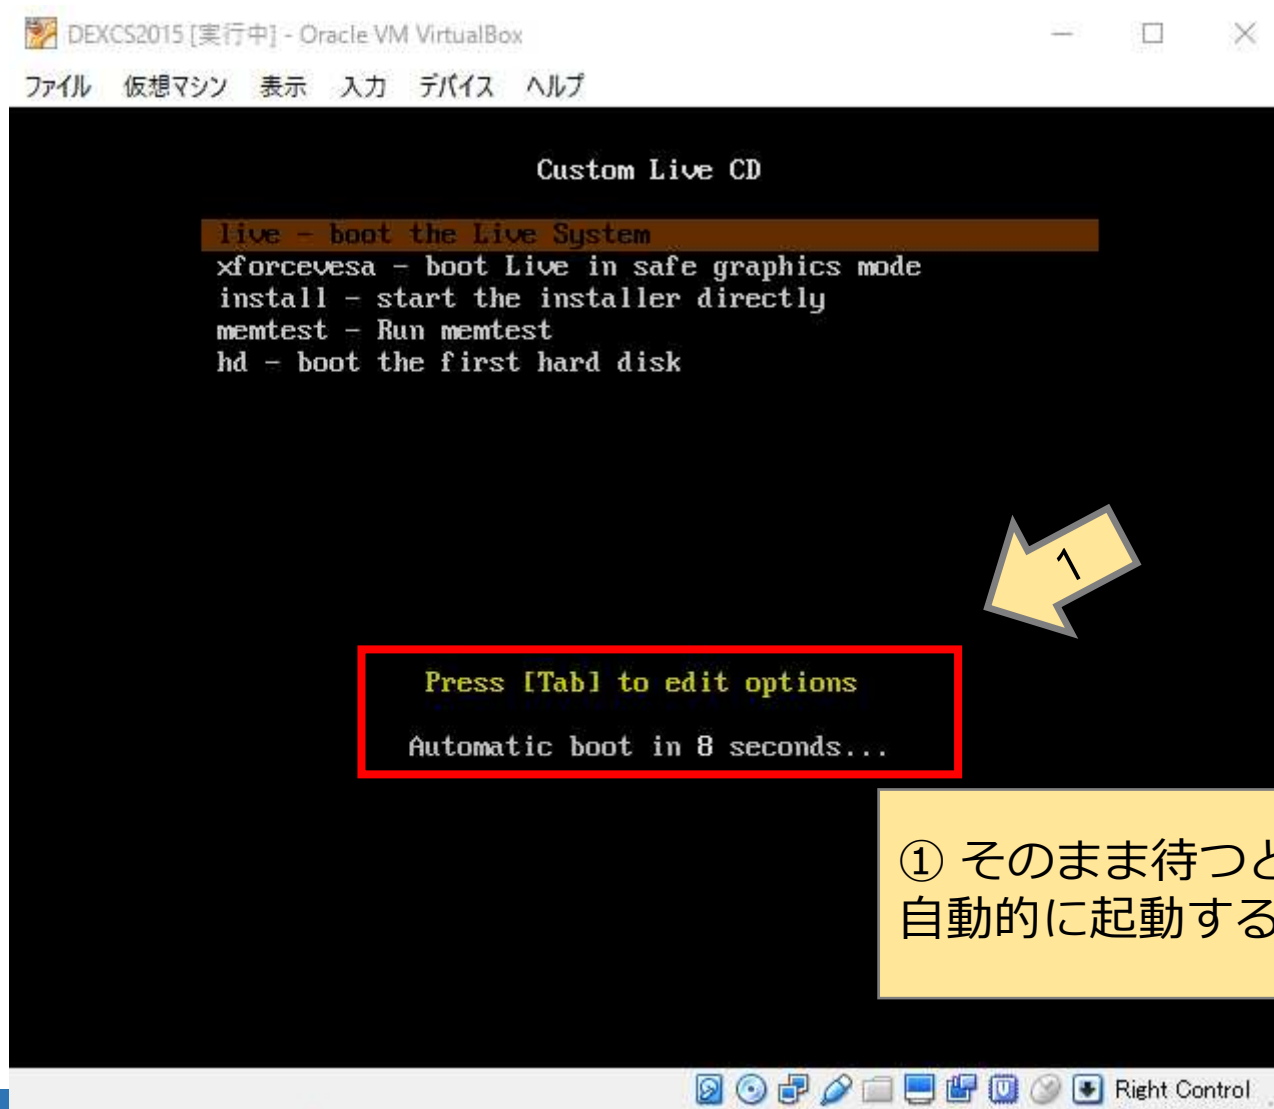 DEXCS2015 [実行中] - Oracle VM VirtualBox
ファイル 仮想マシン 表示 入力 デバイス ヘルプ
Custom Live CD
live - boot the Live System
xforcevesa - boot Live in safe graphics mode
install - start the installer directly
memtest - Run memtest
hd - boot the first hard disk
1
Press [Tab] to edit options
Automatic boot in 8 seconds...
① そのまま待つと
自動的に起動する
Right Control